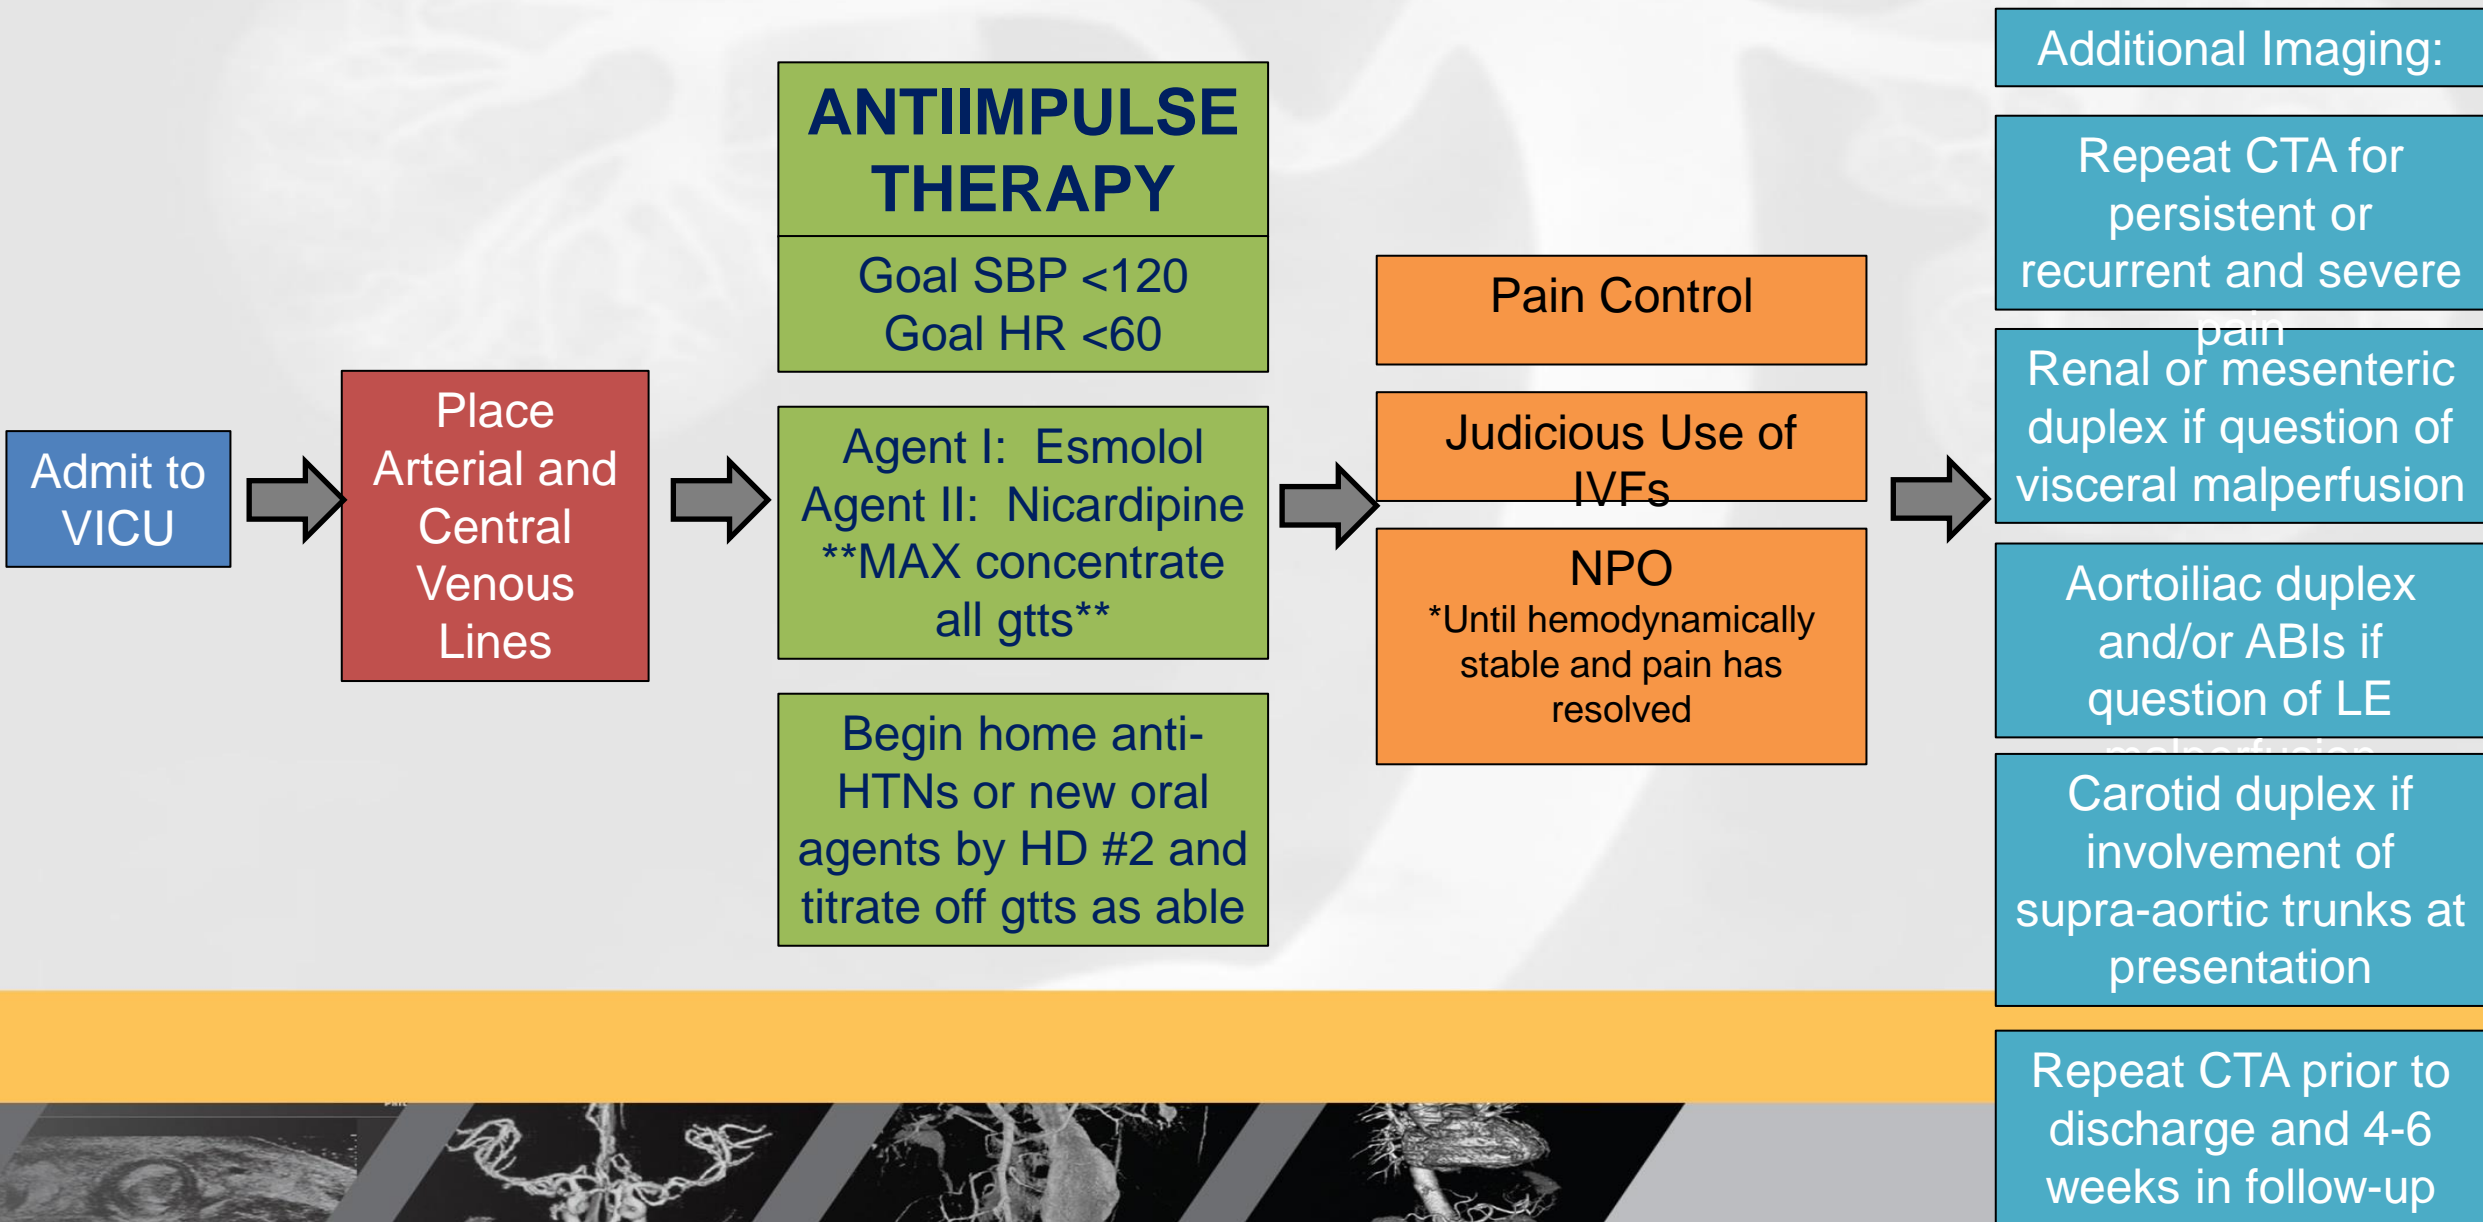 Admit to
VICU
Place
Arterial and
Central
Venous
Lines
ANTIIMPULSE
THERAPY
Goal SBP <120
Goal HR <60
Agent I:  Esmolol
Agent II:  Nicardipine
**MAX concentrate
all gtts**
Begin home anti-
HTNs or new oral
agents by HD #2 and
titrate off gtts as able
Pain Control
Judicious Use of
IVFs
NPO
*Until hemodynamically
stable and pain has
resolved
Additional Imaging:
Repeat CTA for
persistent or
recurrent and severe
pain
Renal or mesenteric
duplex if question of
visceral malperfusion
Aortoiliac duplex
and/or ABIs if
question of LE
malperfusion
Carotid duplex if
involvement of
supra-aortic trunks at
presentation
Repeat CTA prior to
discharge and 4-6
weeks in follow-up